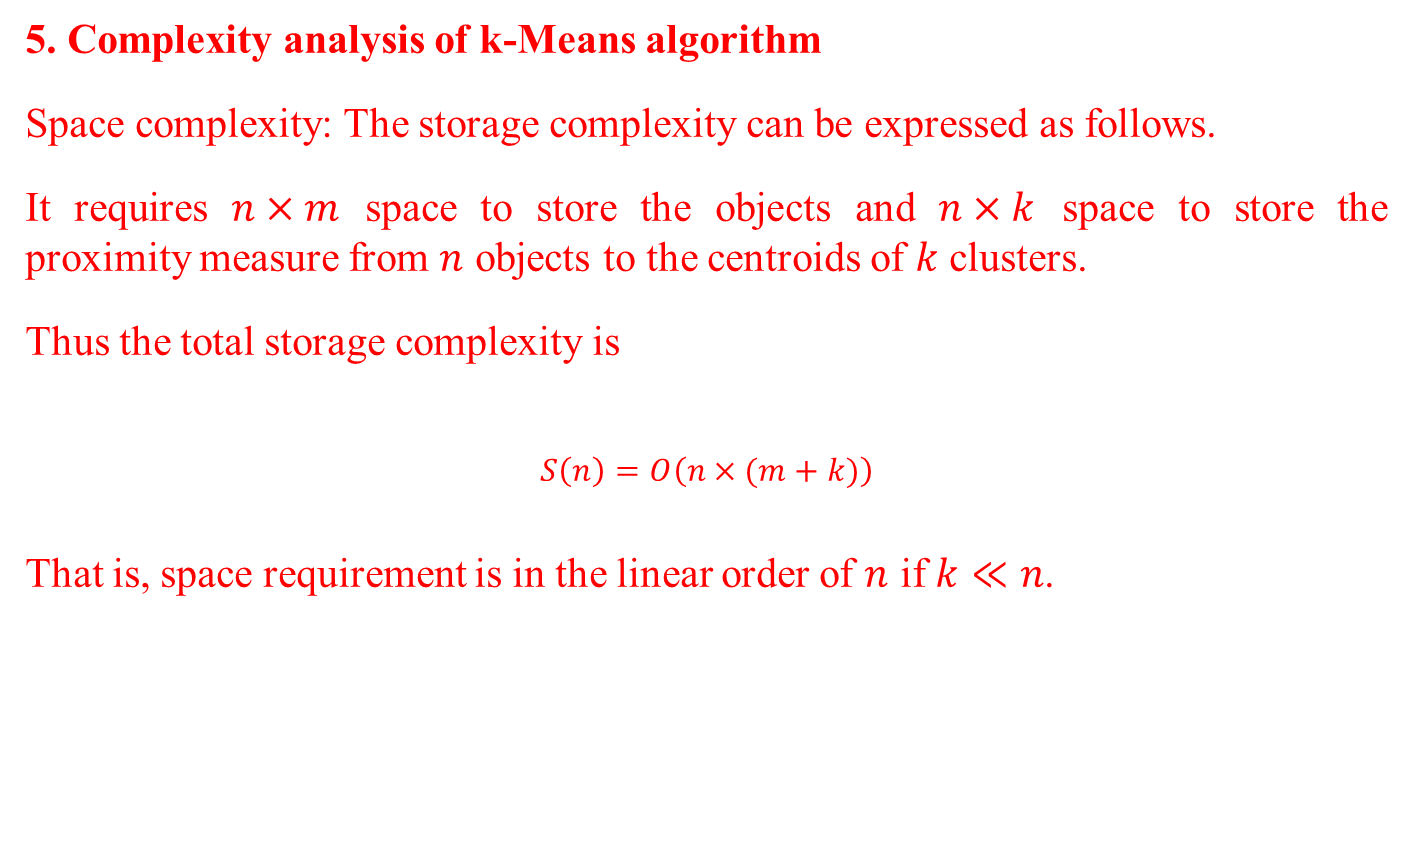 5. Complexity analysis of k-Means algorithm
Space complexity: The storage complexity can be expressed as follows.
It requires n × m space to store the objects and n × k space to store the
proximity measure from n objects to the centroids of k clusters.
Thus the total storage complexity is
S(n) = O(n × (m + k))
That is, space requirement is in the linear order of n if k ≪ n.